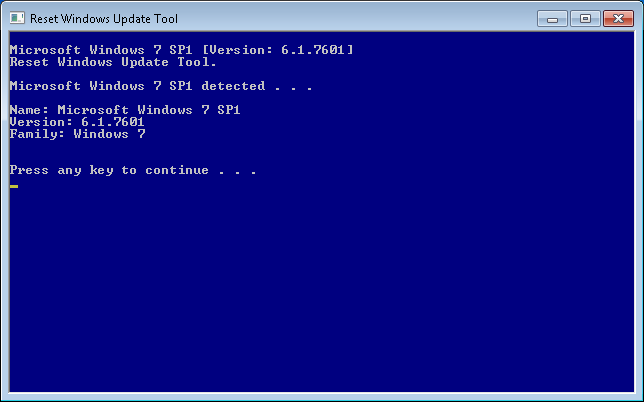 Reset Windows Update Tool
Microsoft Windows 7 SP1 [Version: 6.1.7601]
Reset Windows Update Tool.
Microsoft Windows 7 SP1 detected . . .
Name: Microsoft Windows 7 SP1
Version: 6.1.7601
Family: Windows 7
Press any key to continue . . .